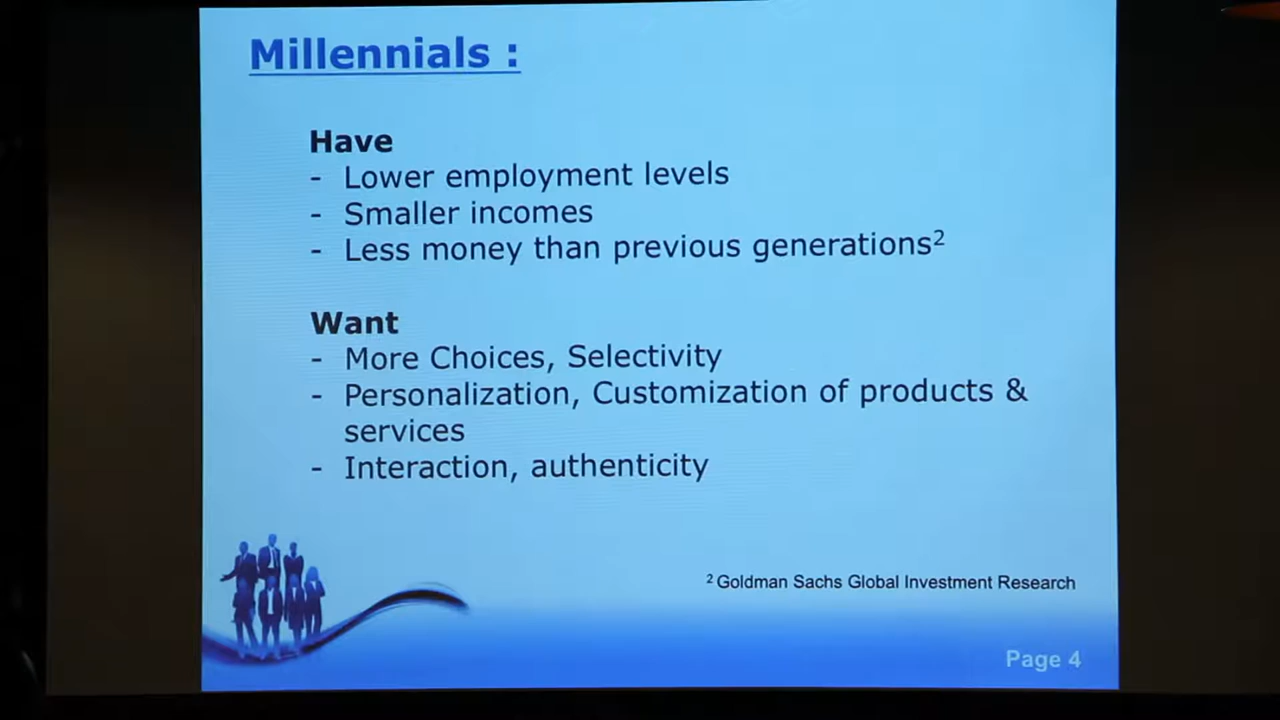 Millennials :
Have
- Lower employment levels
- Smaller incomes
- Less money than previous generations²
Want
- More Choices, Selectivity
- Personalization, Customization of products &
services
- Interaction, authenticity
² Goldman Sachs Global Investment Research
Page 4